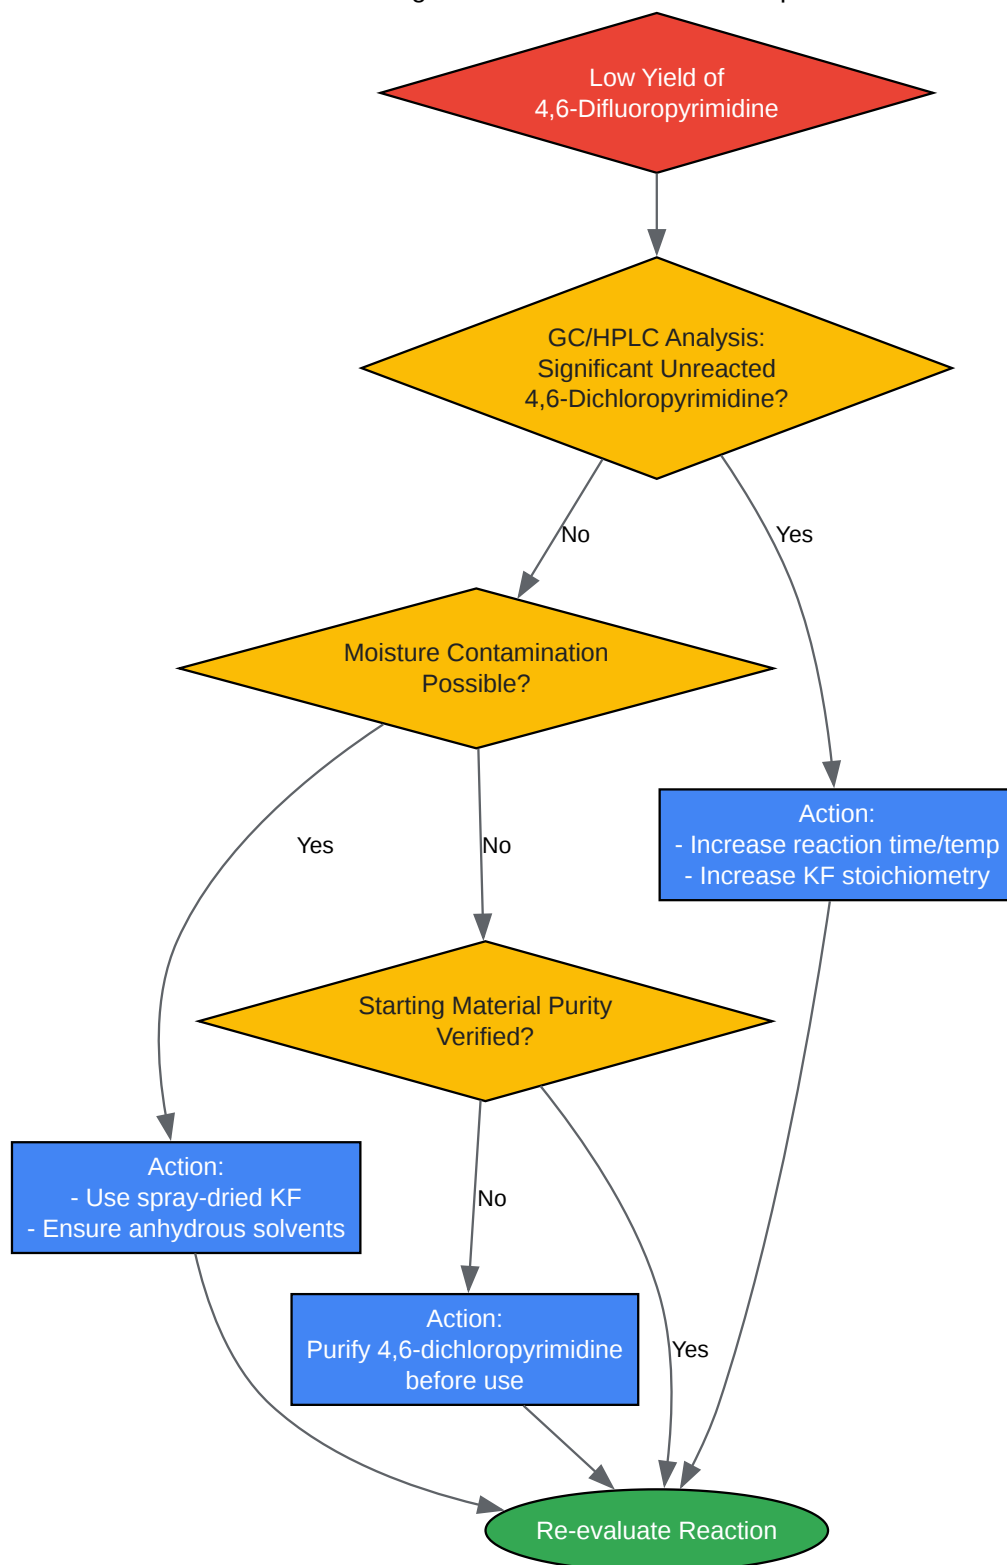 Low Yield of
4,6-Difluoropyrimidine
GC/HPLC Analysis:
Significant Unreacted
4,6-Dichloropyrimidine?
No
Yes
Moisture Contamination
Possible?
Action:
- Increase reaction time/temp
- Increase KF stoichiometry
Yes
No
Starting Material Purity
Verified?
Action:
- Use spray-dried KF
- Ensure anhydrous solvents
No
Action:
Purify 4,6-dichloropyrimidine
before use
Yes
Re-evaluate Reaction